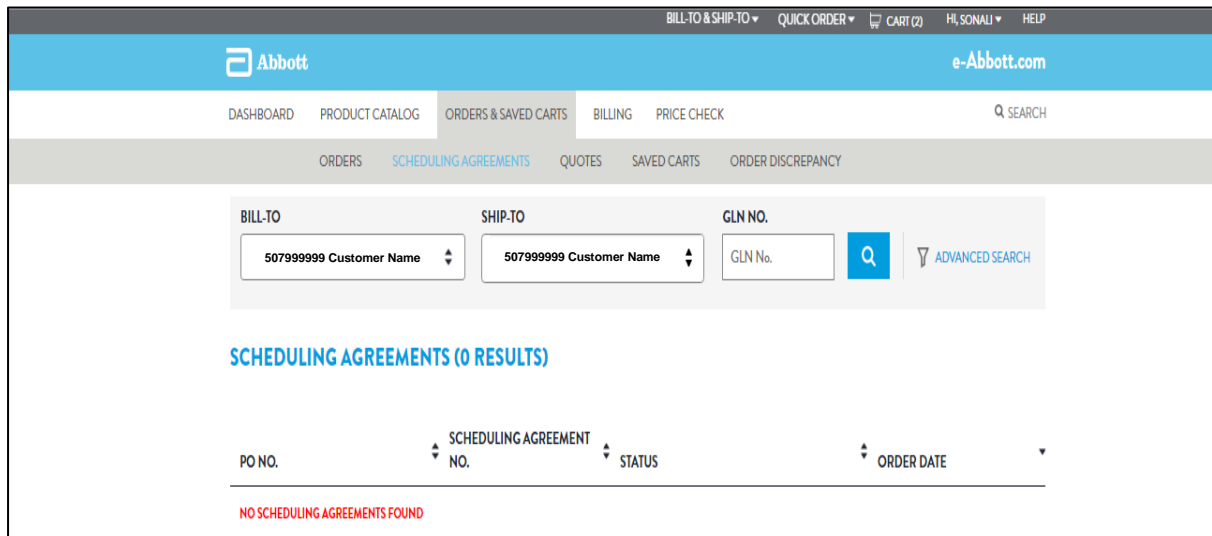 BILL-TO & SHIP-TO QUICK ORDER CART (2) HI, SONALI HELP
Abbott e-Abbott.com
DASHBOARD PRODUCT CATALOG ORDERS & SAVED CARTS BILLING PRICE CHECK SEARCH
ORDERS SCHEDULING AGREEMENTS QUOTES SAVED CARTS ORDER DISCREPANCY
BILL-TO SHIP-TO GLN NO.
507999999 Customer Name 507999999 Customer Name GLN No. ADVANCED SEARCH
SCHEDULING AGREEMENTS (0 RESULTS)
PO NO. SCHEDULING AGREEMENT NO. STATUS ORDER DATE
NO SCHEDULING AGREEMENTS FOUND